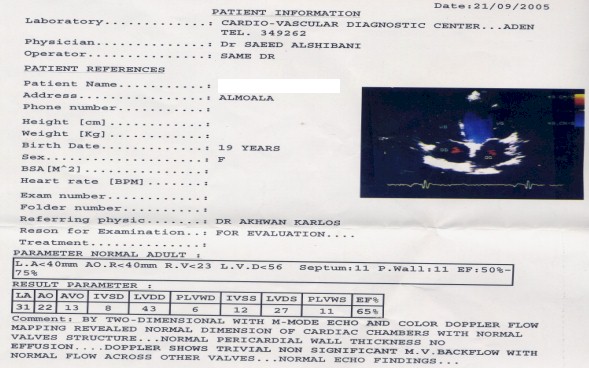 Date:21/09/2005
PATIENT INFORMATION
Laboratory.............: CARDIO-VASCULAR DIAGNOSTIC CENTER...ADEN
TEL. 349262
Physician..............: Dr SAEED ALSHIBANI
Operator...............: SAME DR
PATIENT REFERENCES
Patient Name...........:
Address................: ALMOALA
Phone number...........:
Height [cm]............:
Weight [Kg]............:
Birth Date.............: 19 YEARS
Sex....................: F
BSA[M^2]...............:
Heart rate [BPM].......:
Exam number............:
Folder number..........:
Referring physic.......: DR AKHWAN KARLOS
Reson for Examination..: FOR EVALUATION....
Treatment..............:
PARAMETER NORMAL ADULT :
L.A<40mm AO.R<40mm R.V<23 L.V.D<56 Septum:11 P.Wall:11 EF:50%-
75%
RESULT PARAMETER :
LA AO AVO IVSD LVDD PLVWD IVSS LVDS PLVWS EF%
31 22 13 8 43 6 12 27 11 65%
Comment: BY TWO-DIMENSIONAL WITH M-MODE ECHO AND COLOR DOPPLER FLOW
MAPPING REVEALED NORMAL DIMENSION OF CARDIAC CHAMBERS WITH NORMAL
VALVES STRUCTURE...NORMAL PERICARDIAL WALL THICKNESS NO
EFFUSION....DOPPLER SHOWS TRIVIAL NON SIGNIFICANT M.V.BACKFLOW WITH
NORMAL FLOW ACROSS OTHER VALVES...NORMAL ECHO FINDINGS...